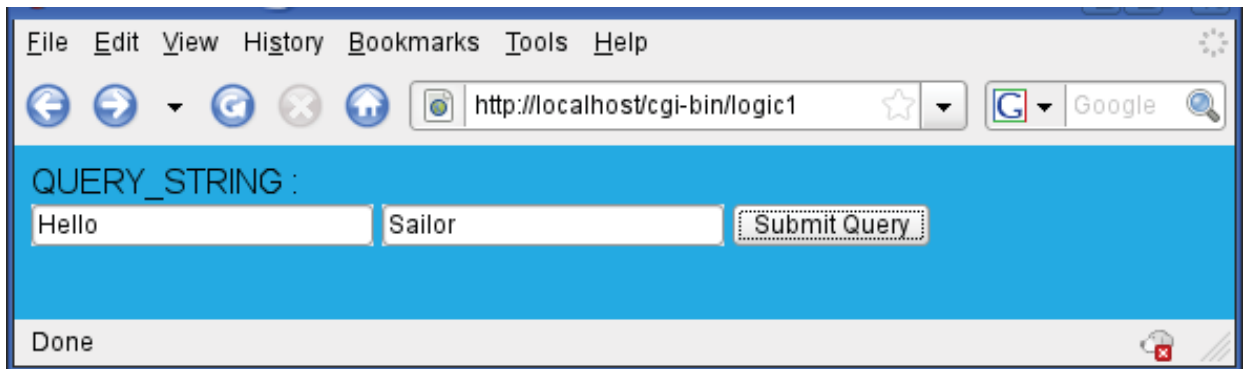 File Edit View History Bookmarks Tools Help
http://localhost/cgi-bin/logic1 G Google
QUERY_STRING :
Hello Sailor Submit Query
Done